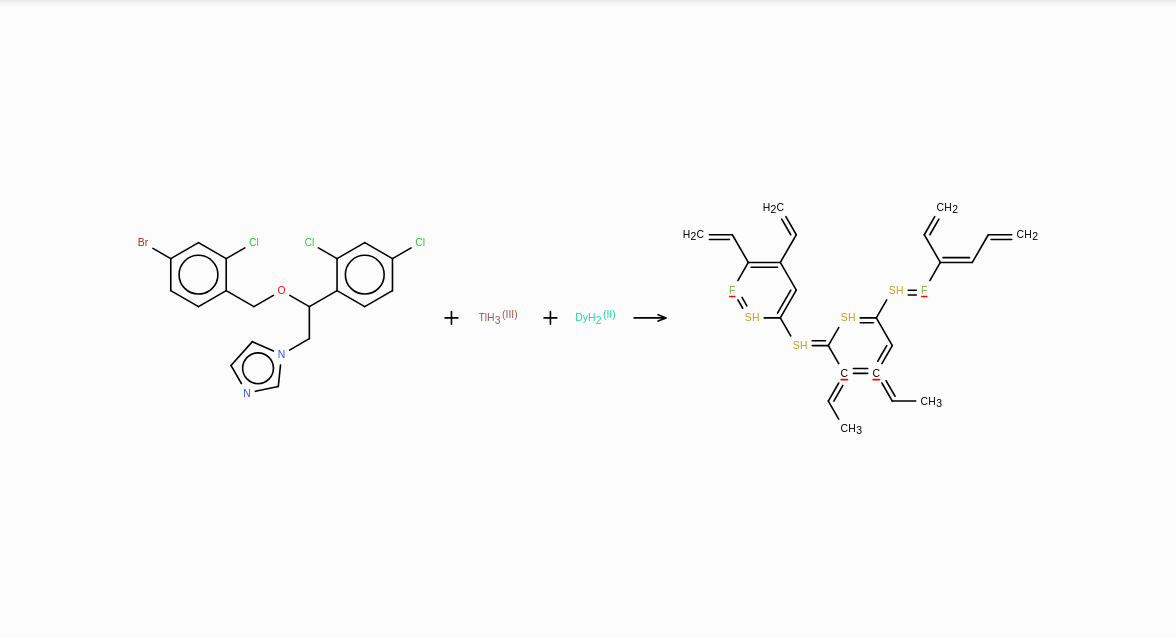 H2C
CH2
H2C
CH2
Br
Cl
Cl
Cl
O
F
SH
F
TlH3(III)
DyH2(II)
SH
SH
SH
N
C
C
N
CH3
CH3